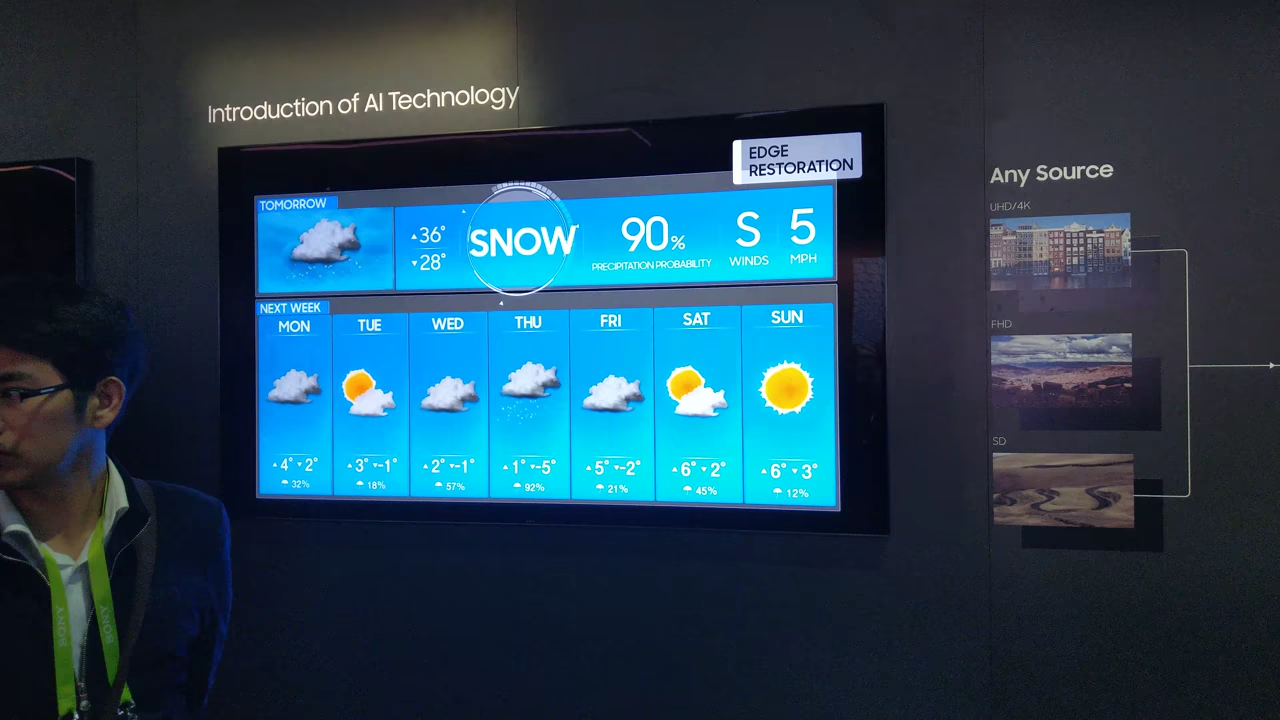 Introduction of AI Technology
EDGE
RESTORATION
TOMORROW
36°
28°
SNOW
90%
PRECIPITATION PROBABILITY
S
WINDS
5
MPH
NEXT WEEK
MON TUE WED THU FRI SAT SUN
4° 2° 3° -1° 2° -1° 1° -5° 5° -2° 6° 2° 6° 3°
32% 18% 57% 92% 21% 45% 12%
Any Source
UHD/4K
FHD
SD
SONY
SONY